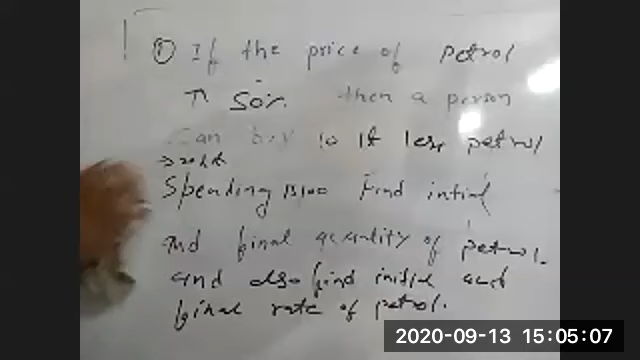 ① If the price of petrol
↑ 50%. then a person
Can buy 10 lt less petrol
Spending 1500 Find intial
and final quantity of petrol.
and also find initial and
final rate of petrol.
2020-09-13 15:05:07